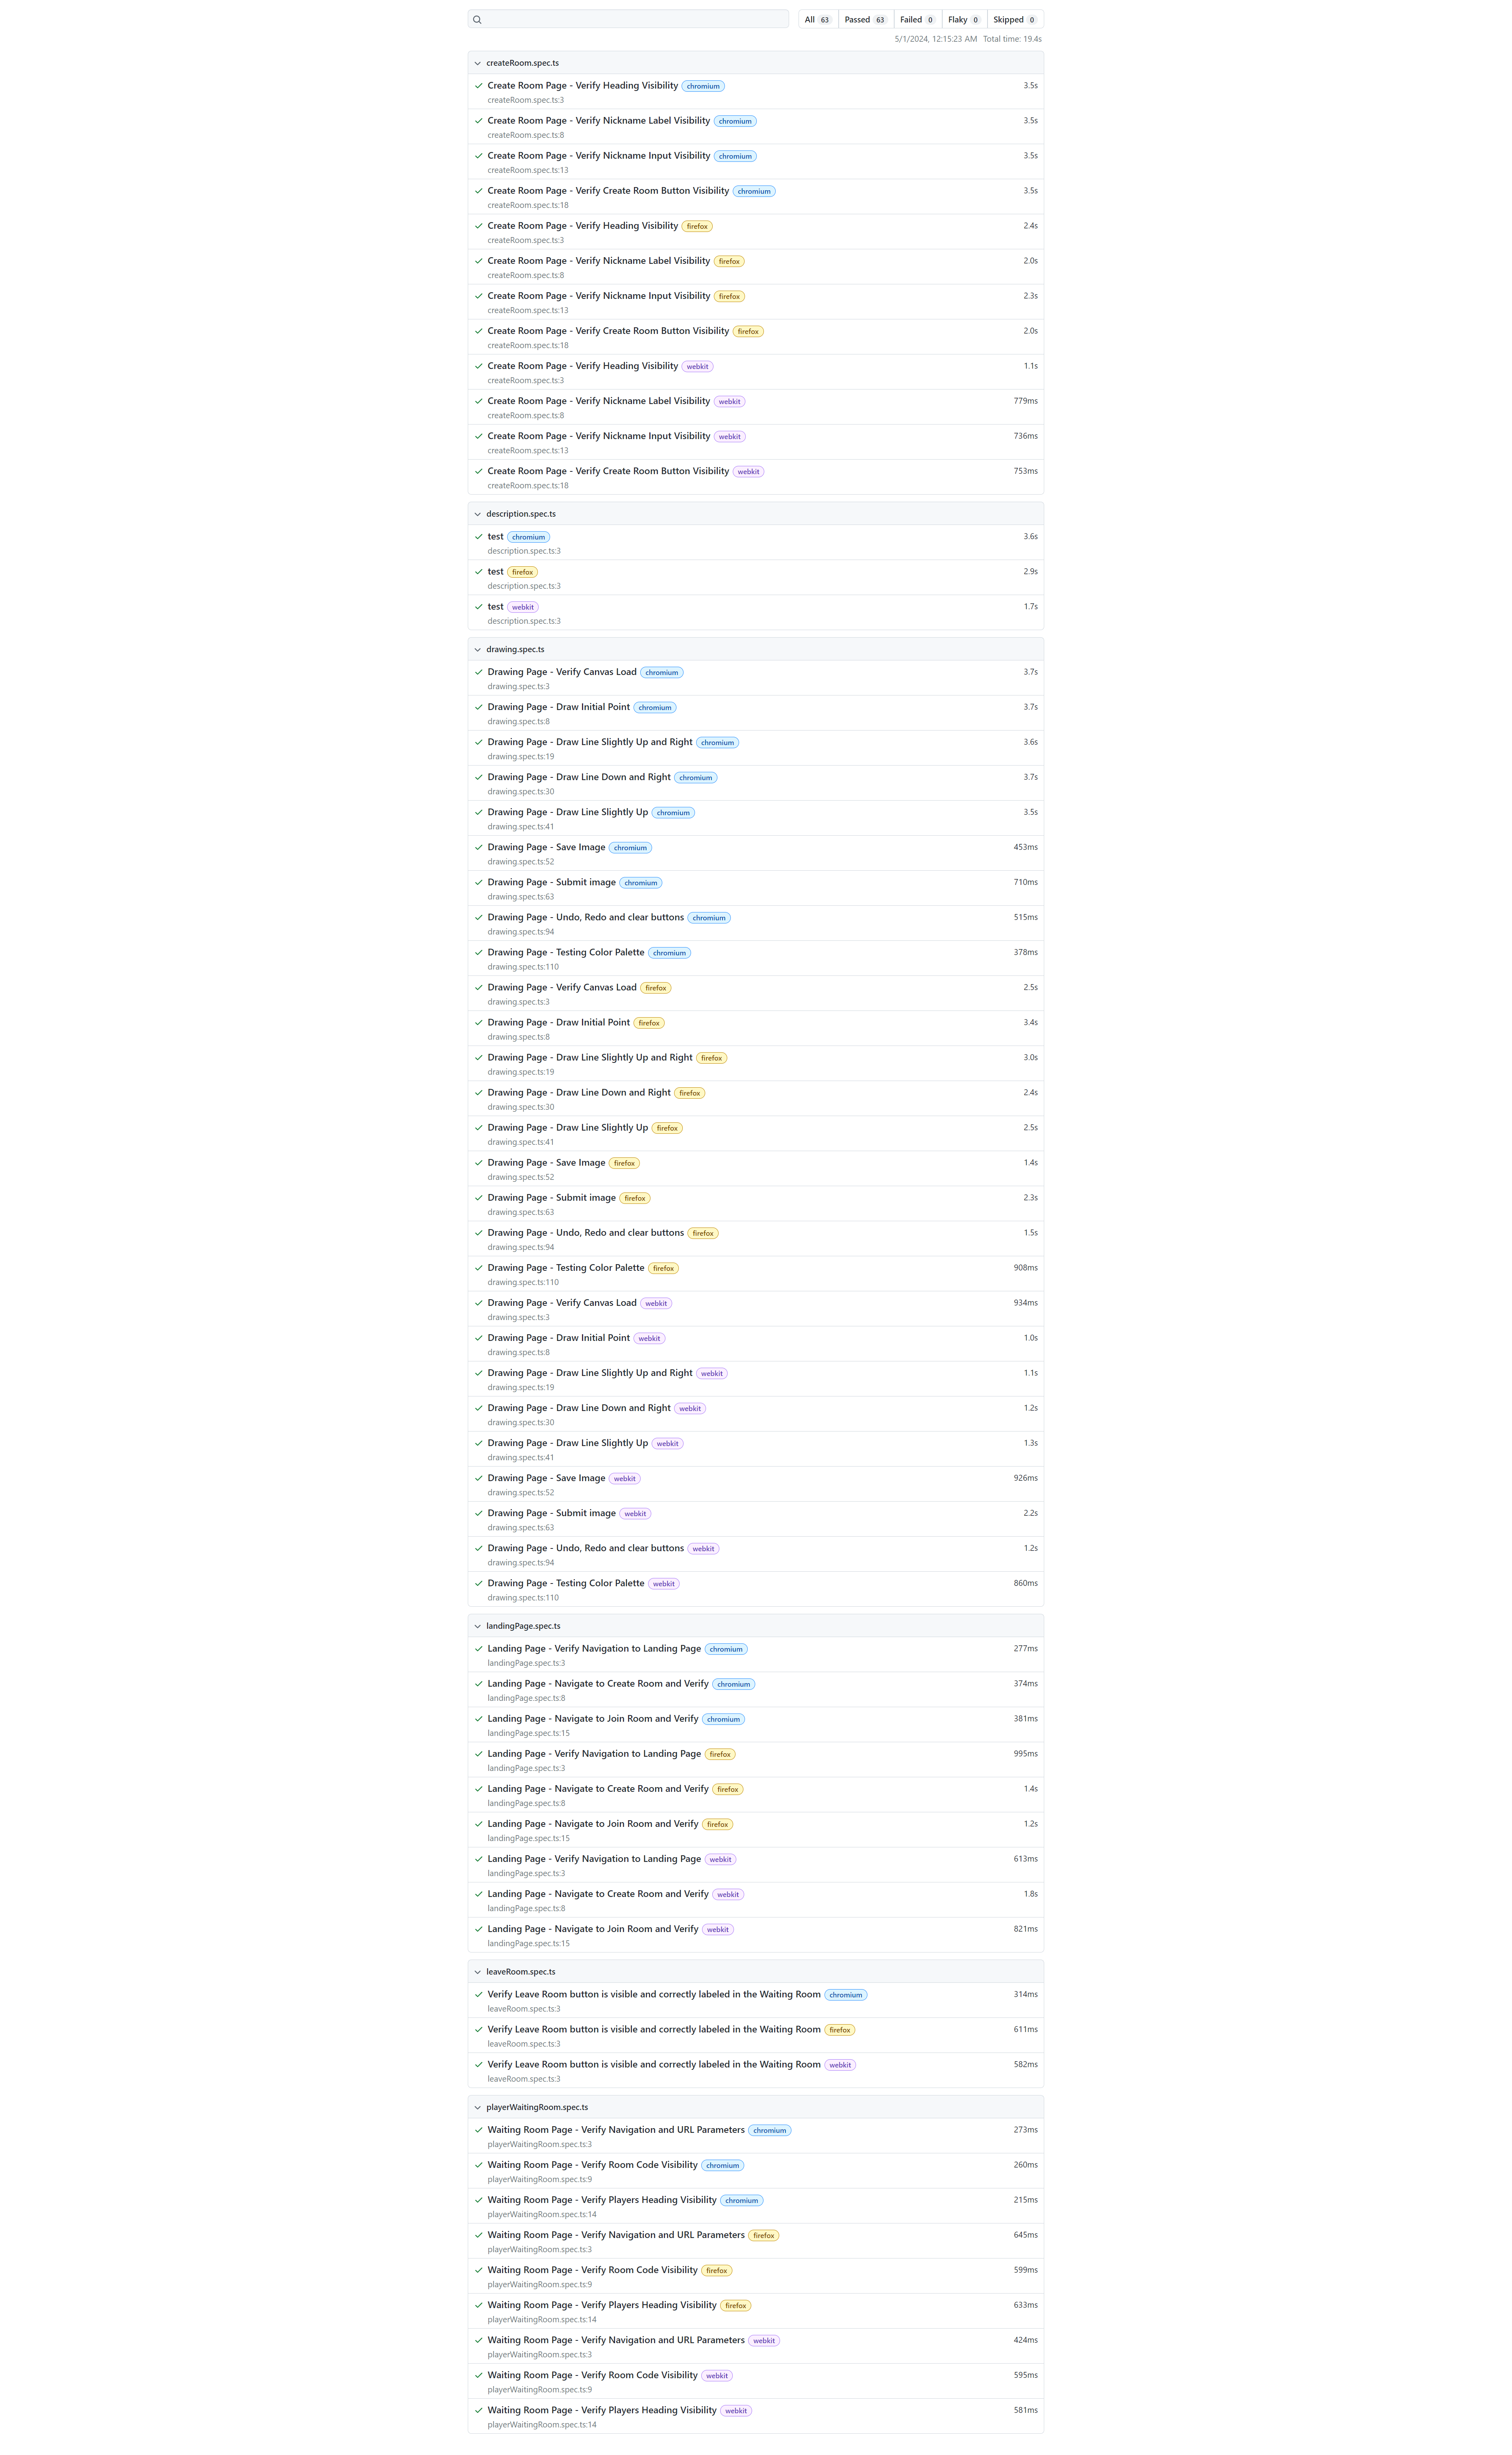 All 63 Passed 63 Failed 0 Flaky 0 Skipped 0
5/1/2024, 12:15:23 AM Total time: 19.4s
createRoom.spec.ts
Create Room Page - Verify Heading Visibility chromium 3.5s
createRoom.spec.ts:3
Create Room Page - Verify Nickname Label Visibility chromium 3.5s
createRoom.spec.ts:8
Create Room Page - Verify Nickname Input Visibility chromium 3.5s
createRoom.spec.ts:13
Create Room Page - Verify Create Room Button Visibility chromium 3.5s
createRoom.spec.ts:18
Create Room Page - Verify Heading Visibility firefox 2.4s
createRoom.spec.ts:3
Create Room Page - Verify Nickname Label Visibility firefox 2.0s
createRoom.spec.ts:8
Create Room Page - Verify Nickname Input Visibility firefox 2.3s
createRoom.spec.ts:13
Create Room Page - Verify Create Room Button Visibility firefox 2.0s
createRoom.spec.ts:18
Create Room Page - Verify Heading Visibility webkit 1.1s
createRoom.spec.ts:3
Create Room Page - Verify Nickname Label Visibility webkit 779ms
createRoom.spec.ts:8
Create Room Page - Verify Nickname Input Visibility webkit 736ms
createRoom.spec.ts:13
Create Room Page - Verify Create Room Button Visibility webkit 753ms
createRoom.spec.ts:18
description.spec.ts
test chromium 3.6s
description.spec.ts:3
test firefox 2.9s
description.spec.ts:3
test webkit 1.7s
description.spec.ts:3
drawing.spec.ts
Drawing Page - Verify Canvas Load chromium 3.7s
drawing.spec.ts:3
Drawing Page - Draw Initial Point chromium 3.7s
drawing.spec.ts:8
Drawing Page - Draw Line Slightly Up and Right chromium 3.6s
drawing.spec.ts:19
Drawing Page - Draw Line Down and Right chromium 3.7s
drawing.spec.ts:30
Drawing Page - Draw Line Slightly Up chromium 3.5s
drawing.spec.ts:41
Drawing Page - Save Image chromium 453ms
drawing.spec.ts:52
Drawing Page - Submit image chromium 710ms
drawing.spec.ts:63
Drawing Page - Undo, Redo and clear buttons chromium 515ms
drawing.spec.ts:94
Drawing Page - Testing Color Palette chromium 378ms
drawing.spec.ts:110
Drawing Page - Verify Canvas Load firefox 2.5s
drawing.spec.ts:3
Drawing Page - Draw Initial Point firefox 3.4s
drawing.spec.ts:8
Drawing Page - Draw Line Slightly Up and Right firefox 3.0s
drawing.spec.ts:19
Drawing Page - Draw Line Down and Right firefox 2.4s
drawing.spec.ts:30
Drawing Page - Draw Line Slightly Up firefox 2.5s
drawing.spec.ts:41
Drawing Page - Save Image firefox 1.4s
drawing.spec.ts:52
Drawing Page - Submit image firefox 2.3s
drawing.spec.ts:63
Drawing Page - Undo, Redo and clear buttons firefox 1.5s
drawing.spec.ts:94
Drawing Page - Testing Color Palette firefox 908ms
drawing.spec.ts:110
Drawing Page - Verify Canvas Load webkit 934ms
drawing.spec.ts:3
Drawing Page - Draw Initial Point webkit 1.0s
drawing.spec.ts:8
Drawing Page - Draw Line Slightly Up and Right webkit 1.1s
drawing.spec.ts:19
Drawing Page - Draw Line Down and Right webkit 1.2s
drawing.spec.ts:30
Drawing Page - Draw Line Slightly Up webkit 1.3s
drawing.spec.ts:41
Drawing Page - Save Image webkit 926ms
drawing.spec.ts:52
Drawing Page - Submit image webkit 2.2s
drawing.spec.ts:63
Drawing Page - Undo, Redo and clear buttons webkit 1.2s
drawing.spec.ts:94
Drawing Page - Testing Color Palette webkit 860ms
drawing.spec.ts:110
landingPage.spec.ts
Landing Page - Verify Navigation to Landing Page chromium 277ms
landingPage.spec.ts:3
Landing Page - Navigate to Create Room and Verify chromium 374ms
landingPage.spec.ts:8
Landing Page - Navigate to Join Room and Verify chromium 381ms
landingPage.spec.ts:15
Landing Page - Verify Navigation to Landing Page firefox 995ms
landingPage.spec.ts:3
Landing Page - Navigate to Create Room and Verify firefox 1.4s
landingPage.spec.ts:8
Landing Page - Navigate to Join Room and Verify firefox 1.2s
landingPage.spec.ts:15
Landing Page - Verify Navigation to Landing Page webkit 613ms
landingPage.spec.ts:3
Landing Page - Navigate to Create Room and Verify webkit 1.8s
landingPage.spec.ts:8
Landing Page - Navigate to Join Room and Verify webkit 821ms
landingPage.spec.ts:15
leaveRoom.spec.ts
Verify Leave Room button is visible and correctly labeled in the Waiting Room chromium 314ms
leaveRoom.spec.ts:3
Verify Leave Room button is visible and correctly labeled in the Waiting Room firefox 611ms
leaveRoom.spec.ts:3
Verify Leave Room button is visible and correctly labeled in the Waiting Room webkit 582ms
leaveRoom.spec.ts:3
playerWaitingRoom.spec.ts
Waiting Room Page - Verify Navigation and URL Parameters chromium 273ms
playerWaitingRoom.spec.ts:3
Waiting Room Page - Verify Room Code Visibility chromium 260ms
playerWaitingRoom.spec.ts:9
Waiting Room Page - Verify Players Heading Visibility chromium 215ms
playerWaitingRoom.spec.ts:14
Waiting Room Page - Verify Navigation and URL Parameters firefox 645ms
playerWaitingRoom.spec.ts:3
Waiting Room Page - Verify Room Code Visibility firefox 599ms
playerWaitingRoom.spec.ts:9
Waiting Room Page - Verify Players Heading Visibility firefox 633ms
playerWaitingRoom.spec.ts:14
Waiting Room Page - Verify Navigation and URL Parameters webkit 424ms
playerWaitingRoom.spec.ts:3
Waiting Room Page - Verify Room Code Visibility webkit 595ms
playerWaitingRoom.spec.ts:9
Waiting Room Page - Verify Players Heading Visibility webkit 581ms
playerWaitingRoom.spec.ts:14